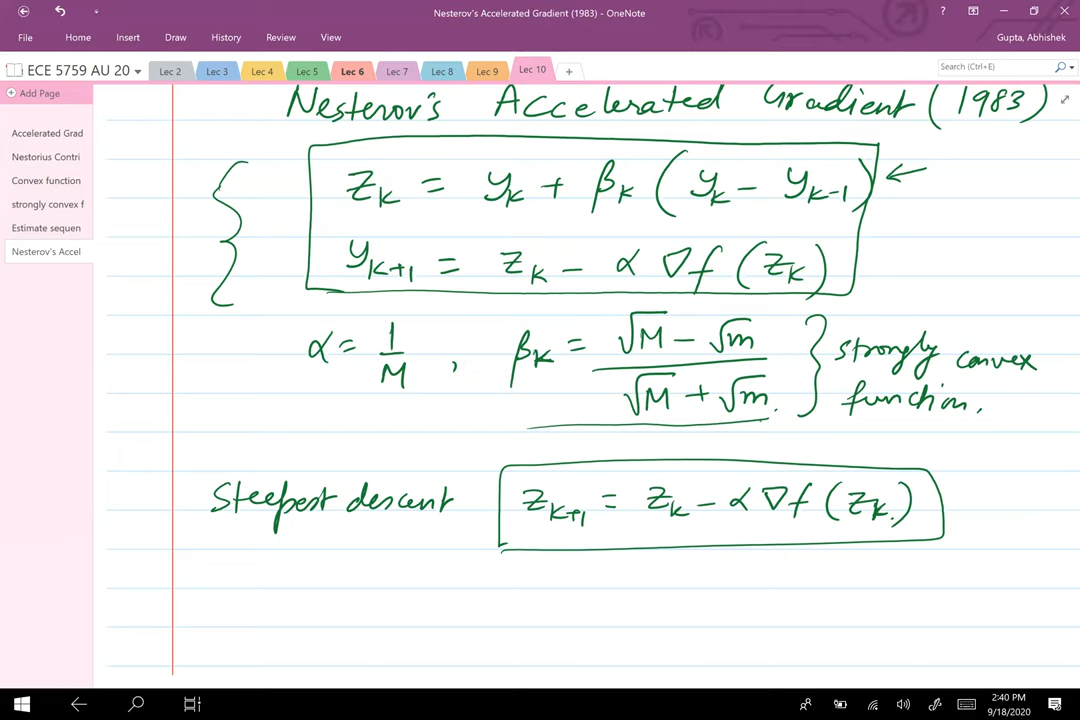 Nesterov's Accelerated Gradient (1983) - OneNote
File Home Insert Draw History Review View
Gupta, Abhishek
ECE 5759 AU 20
Lec 2 Lec 3 Lec 4 Lec 5 Lec 6 Lec 7 Lec 8 Lec 9 Lec 10
Search (Ctrl+E)
Add Page
Accelerated Grad
Nestorius Contri
Convex function
strongly convex f
Estimate sequen
Nesterov's Accel
Nesterov's Accelerated Gradient (1983)
z_k = y_k + β_k (y_k − y_{k−1}) ←
y_{k+1} = z_k − α ∇f (z_k)
α = 1/M , β_k = (√M − √m)/(√M + √m) } strongly convex
function.
Steepest descent z_{k+1} = z_k − α ∇f (z_k)
2:40 PM
9/18/2020